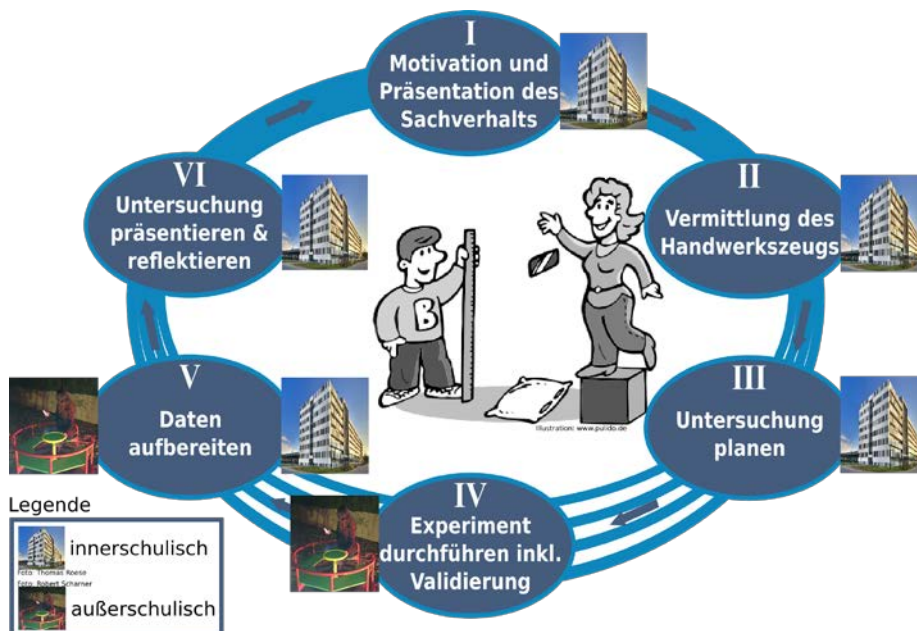 I
Motivation und
Präsentation des
Sachverhalts
II
Vermittlung des
Handwerkszeugs
III
Untersuchung
planen
IV
Experiment
durchführen inkl.
Validierung
V
Daten
aufbereiten
VI
Untersuchung
präsentieren &
reflektieren
B
Illustration: www.pulido.de
Legende
innerschulisch
Foto: Thomas Roese
Foto: Robert Scharner
außerschulisch